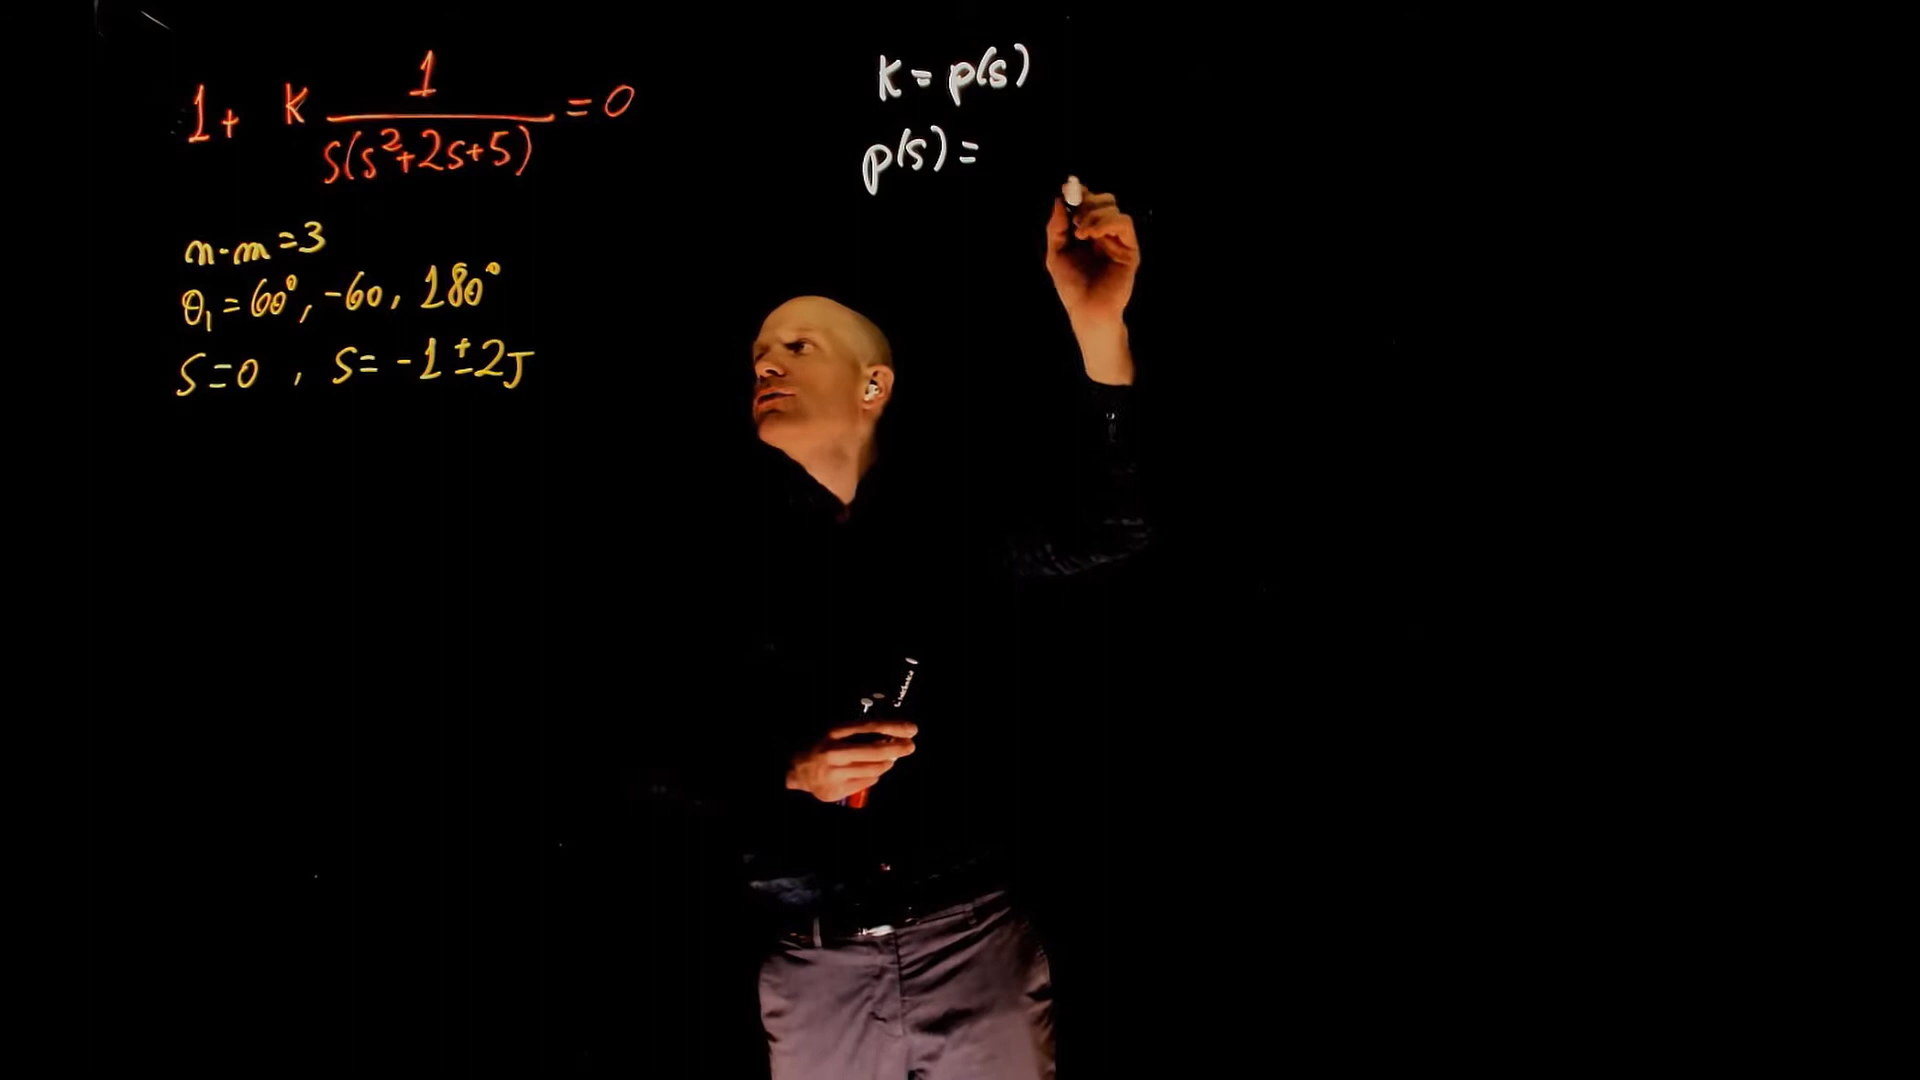 1 + K 1/(s(s²+2s+5)) = 0
n-m = 3
θ₁ = 60°, -60, 180°
S = 0 , S = -1 ± 2J
K = p(s)
p(s) =